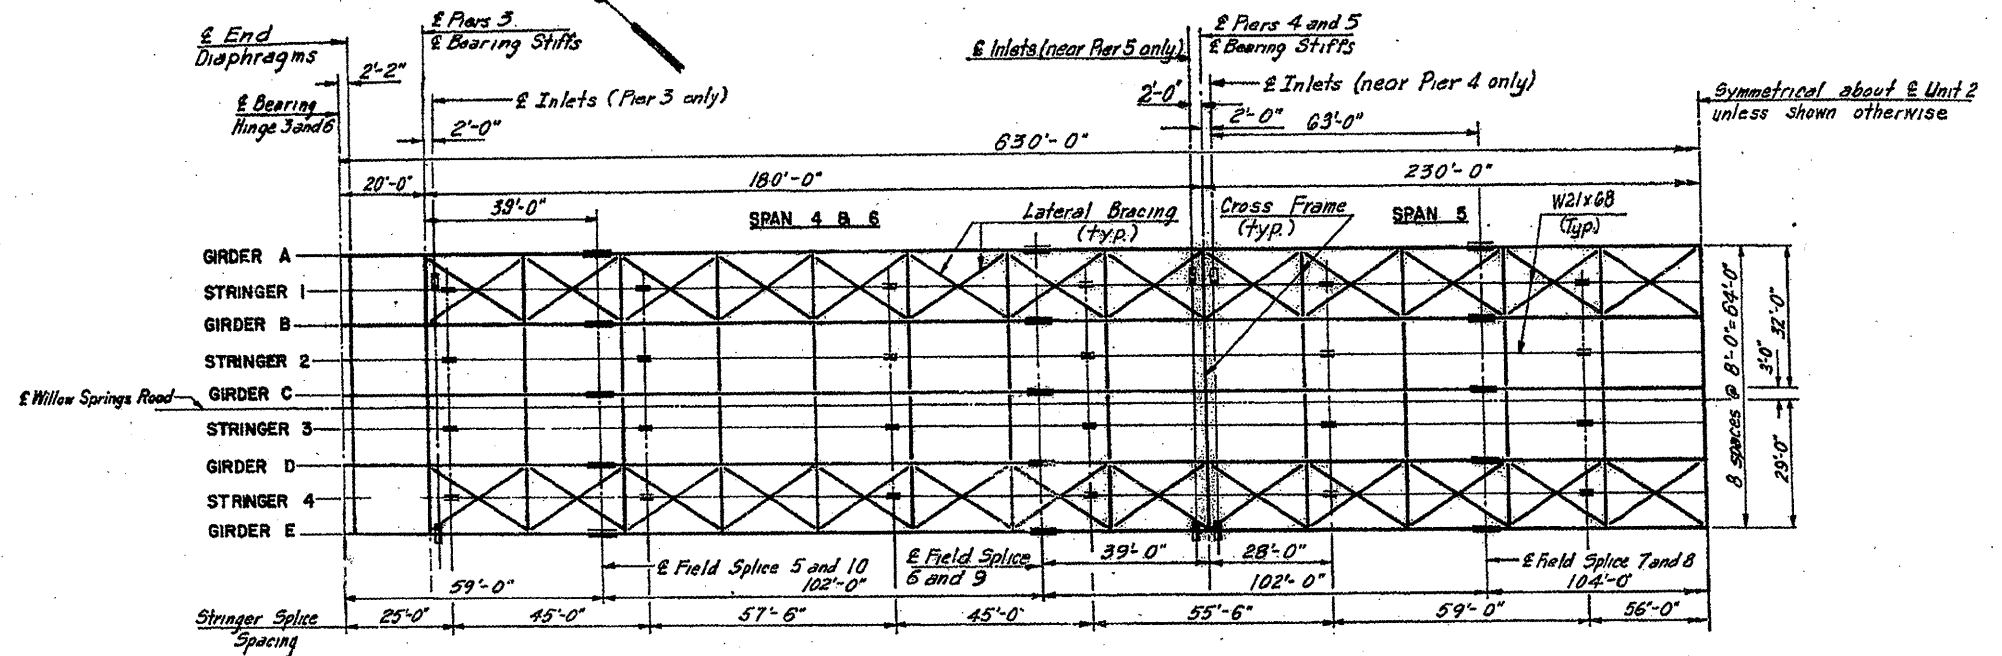 ℄ End
Diaphragms
℄ Piers 3
℄ Bearing Stiffs
℄ Inlets (near Pier 5 only)
℄ Piers 4 and 5
℄ Bearing Stiffs
2'-2"
℄ Bearing
Hinge 3 and 6
℄ Inlets (Pier 3 only)
2'-0"
2'-0"
℄ Inlets (near Pier 4 only)
2'-0"
63'-0"
Symmetrical about ℄ Unit 2
unless shown otherwise
630'-0"
20'-0"
180'-0"
230'-0"
39'-0"
SPAN 4 & 6
Lateral Bracing
(typ.)
Cross Frame
(typ.)
SPAN 5
W21x68
(Typ.)
GIRDER A
STRINGER 1
GIRDER B
STRINGER 2
GIRDER C
℄ Willow Springs Road
STRINGER 3
GIRDER D
STRINGER 4
GIRDER E
8 spaces @ 8'-0"=64'-0"
32'-0"
3'-0"
29'-0"
℄ Field Splice 5 and 10
℄ Field Splice
6 and 9
39'-0"
28'-0"
℄ Field Splice 7 and 8
59'-0"
102'-0"
102'-0"
104'-0"
Stringer Splice
Spacing
25'-0"
45'-0"
57'-6"
45'-0"
55'-6"
59'-0"
56'-0"